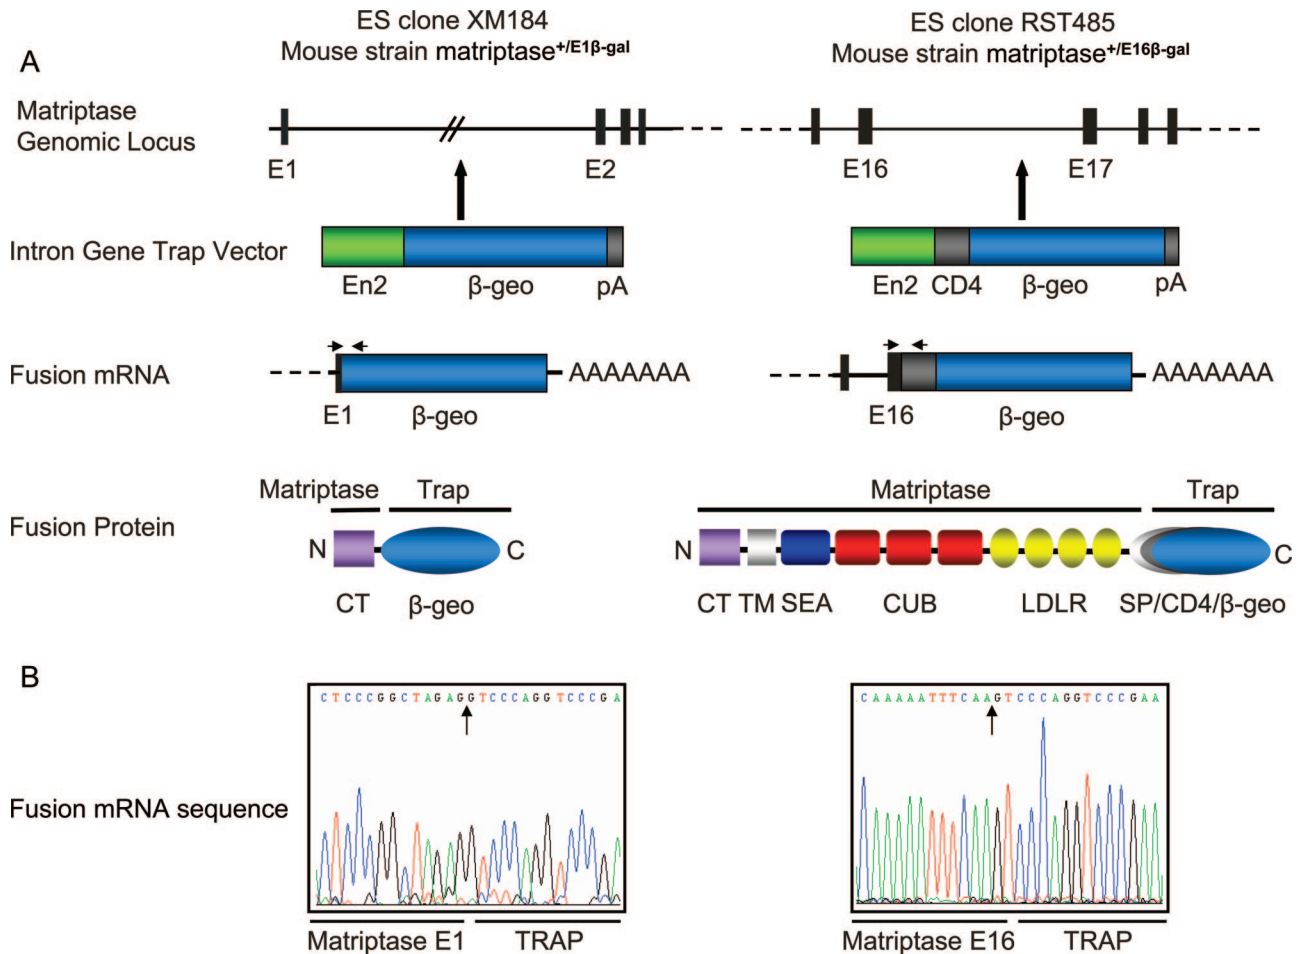 A
ES clone XM184
Mouse strain matriptase+/E1β-gal
ES clone RST485
Mouse strain matriptase+/E16β-gal
Matriptase
Genomic Locus
E1
E2
E16
E17
Intron Gene Trap Vector
En2
β-geo
pA
En2
CD4
β-geo
pA
Fusion mRNA
AAAAAAA
E1
β-geo
AAAAAAA
E16
β-geo
Fusion Protein
Matriptase
Trap
N
C
CT
β-geo
Matriptase
Trap
N
C
CT
TM
SEA
CUB
LDLR
SP/CD4/β-geo
B
Fusion mRNA sequence
CTCCCGGCTAGAGGTCCCAGGTCCCGA
Matriptase E1
TRAP
CAAAAATTTCAAGTCCCAGGTCCCGAA
Matriptase E16
TRAP